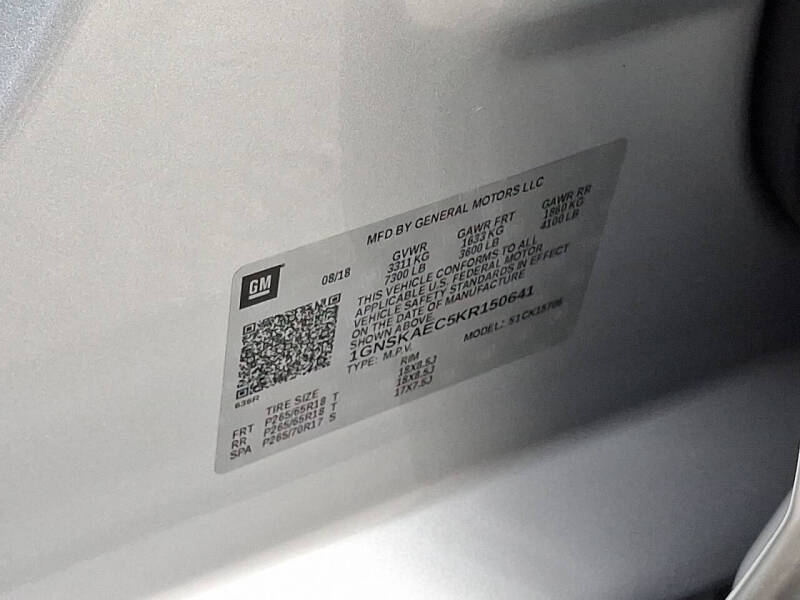 GM
08/18
MFD BY GENERAL MOTORS LLC
GVWR GAWR FRT GAWR RR
3311 KG 1633 KG 1860 KG
7300 LB 3600 LB 4100 LB
THIS VEHICLE CONFORMS TO ALL
APPLICABLE U.S. FEDERAL MOTOR
VEHICLE SAFETY STANDARDS IN EFFECT
ON THE DATE OF MANUFACTURE
SHOWN ABOVE.
1GNSKAEC5KR150641
TYPE: M.P.V. MODEL: S1CK15706
636R
TIRE SIZE RIM
FRT P265/65R18 T 18X8.5J
RR P265/65R18 T 18X8.5J
SPA P265/70R17 S 17X7.5J